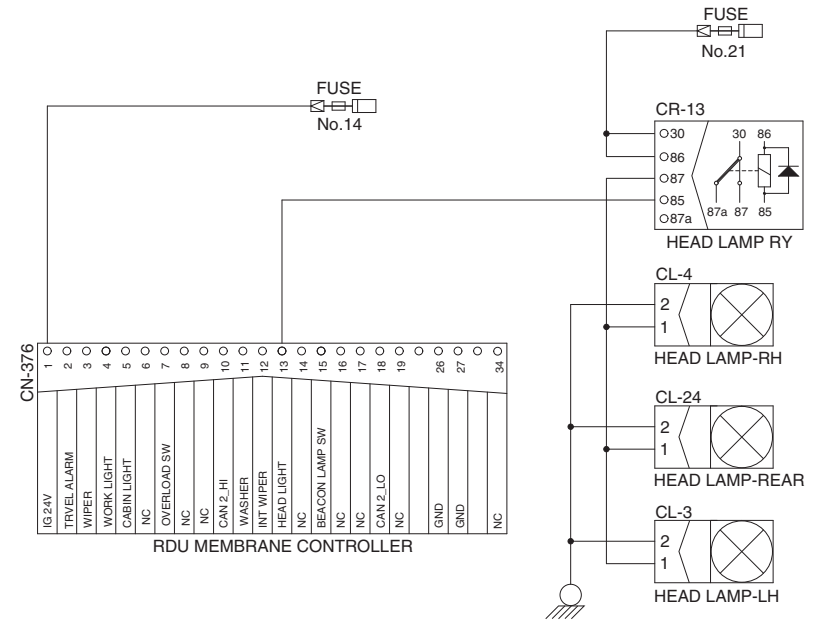 FUSE
No.21
FUSE
No.14
CR-13
30
86
87
85
87a
30 86
87a 87 85
HEAD LAMP RY
CL-4
2
1
HEAD LAMP-RH
CL-24
2
1
HEAD LAMP-REAR
CL-3
2
1
HEAD LAMP-LH
CN-376
1 2 3 4 5 6 7 8 9 10 11 12 13 14 15 16 17 18 19 26 27 34
IG 24V
TRVEL ALARM
WIPER
WORK LIGHT
CABIN LIGHT
NC
OVERLOAD SW
NC
NC
CAN 2_HI
WASHER
INT WIPER
HEAD LIGHT
NC
BEACON LAMP SW
NC
NC
CAN 2_LO
NC
GND
GND
NC
RDU MEMBRANE CONTROLLER